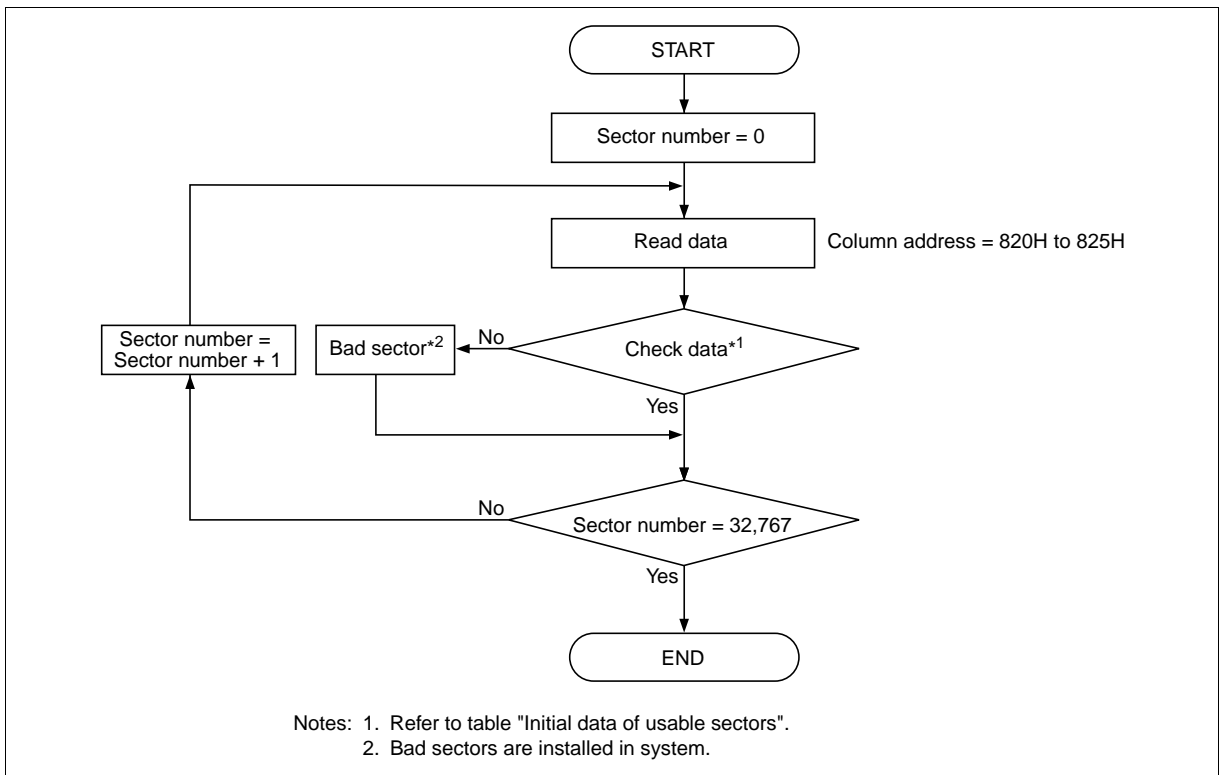 START
Sector number = 0
Read data
Column address = 820H to 825H
Sector number =
Sector number + 1
Bad sector*2
No
Check data*1
Yes
No
Sector number = 32,767
Yes
END
Notes: 1. Refer to table "Initial data of usable sectors".
2. Bad sectors are installed in system.